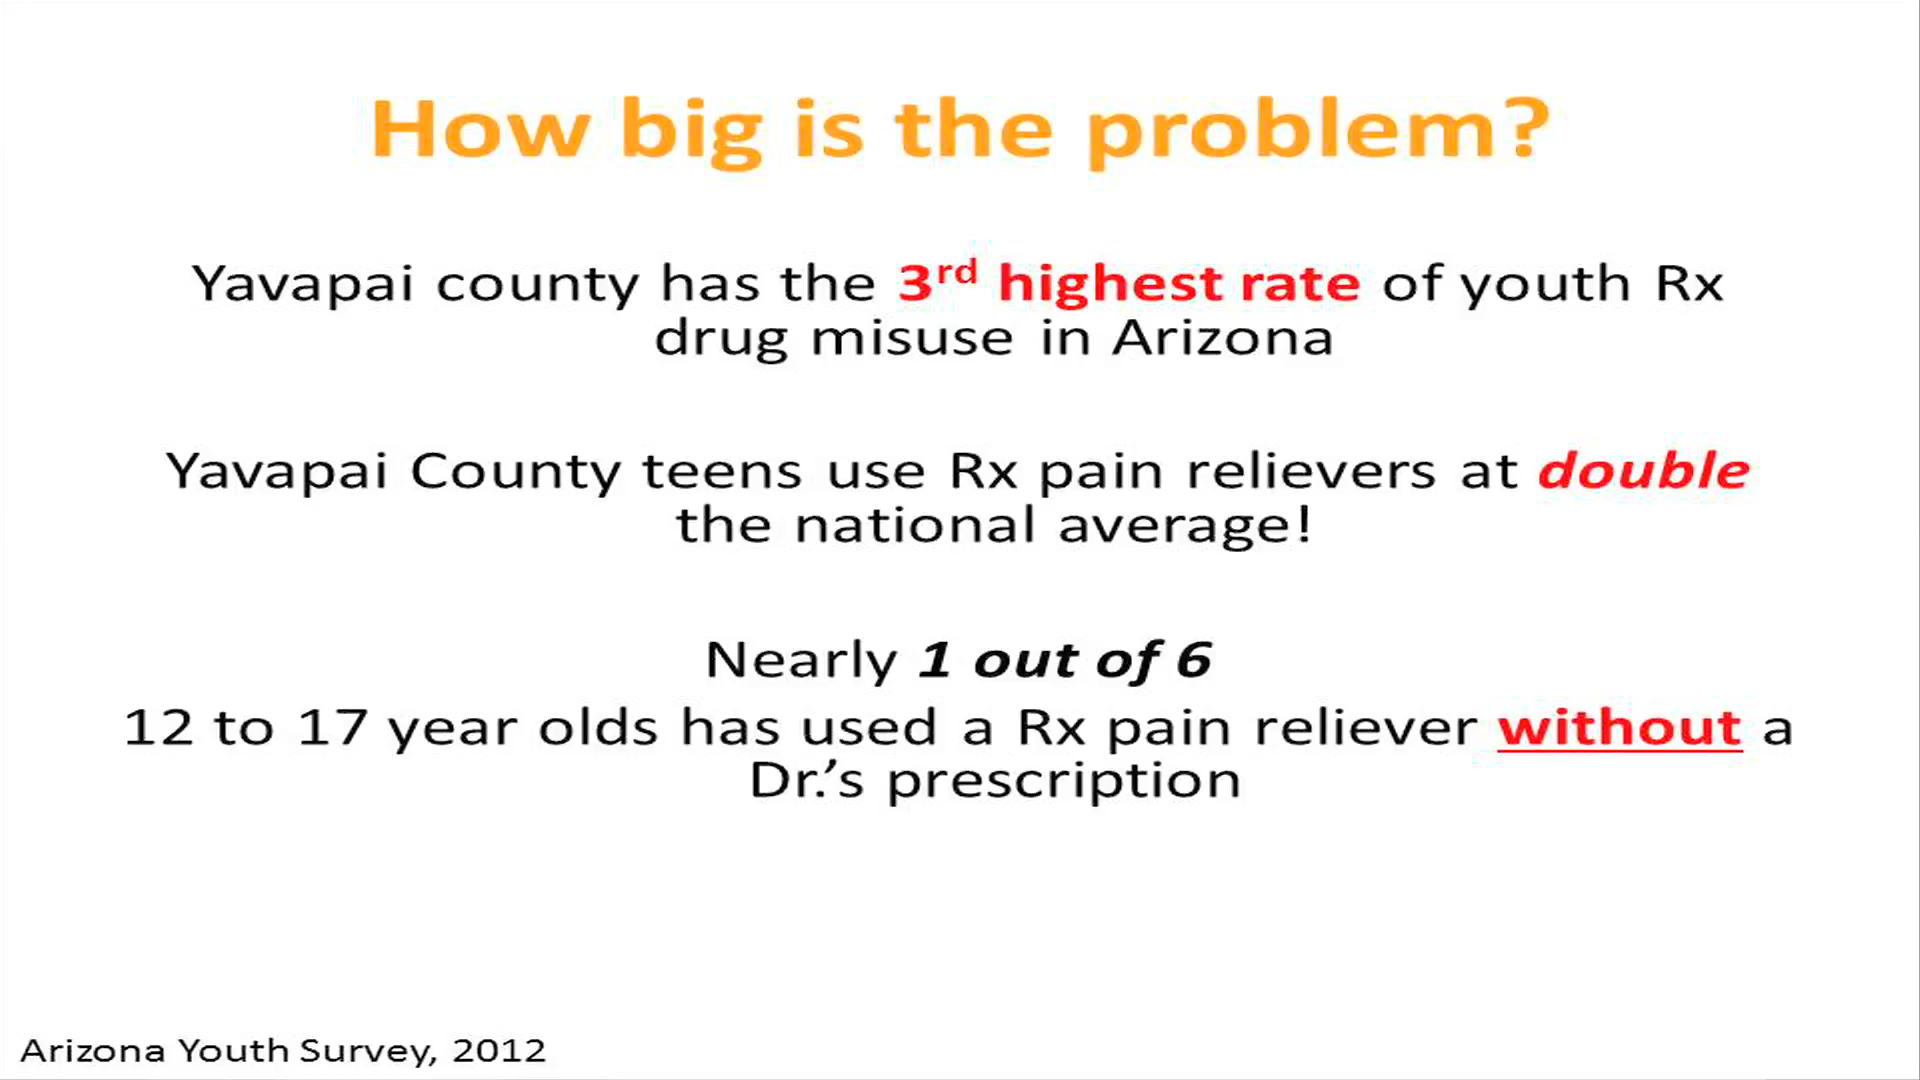 How big is the problem?
Yavapai county has the 3rd highest rate of youth Rx
drug misuse in Arizona
Yavapai County teens use Rx pain relievers at double
the national average!
Nearly 1 out of 6
12 to 17 year olds has used a Rx pain reliever without a
Dr.’s prescription
Arizona Youth Survey, 2012